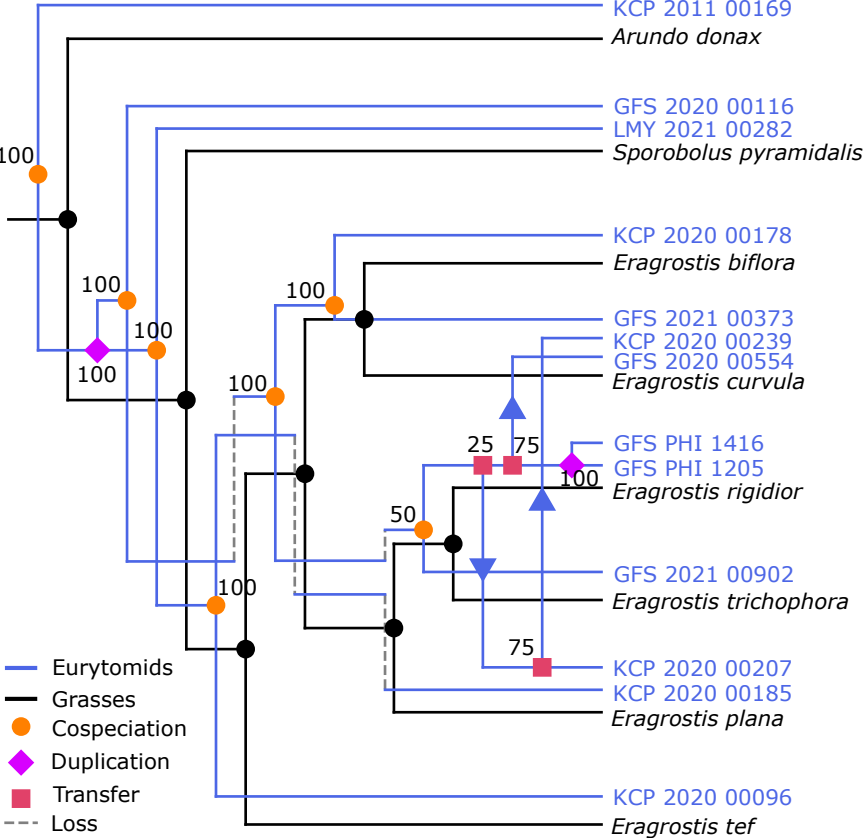 KCP 2011 00169
Arundo donax
GFS 2020 00116
LMY 2021 00282
100
Sporobolus pyramidalis
KCP 2020 00178
Eragrostis biflora
100
100
GFS 2021 00373
100
KCP 2020 00239
GFS 2020 00554
100
100
Eragrostis curvula
25
75
GFS PHI 1416
GFS PHI 1205
100
Eragrostis rigidior
50
GFS 2021 00902
100
Eragrostis trichophora
75
KCP 2020 00207
Eurytomids
KCP 2020 00185
Grasses
Eragrostis plana
Cospeciation
Duplication
Transfer
KCP 2020 00096
Loss
Eragrostis tef